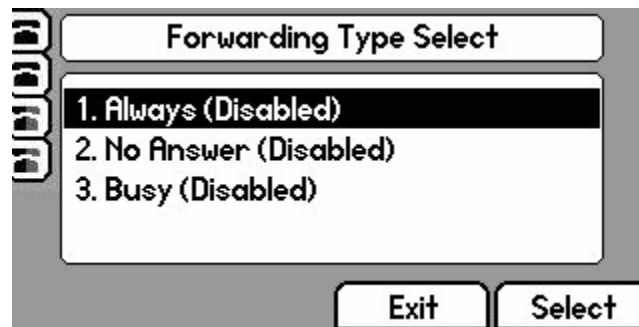 Forwarding Type Select
1. Always (Disabled)
2. No Answer (Disabled)
3. Busy (Disabled)
Exit Select